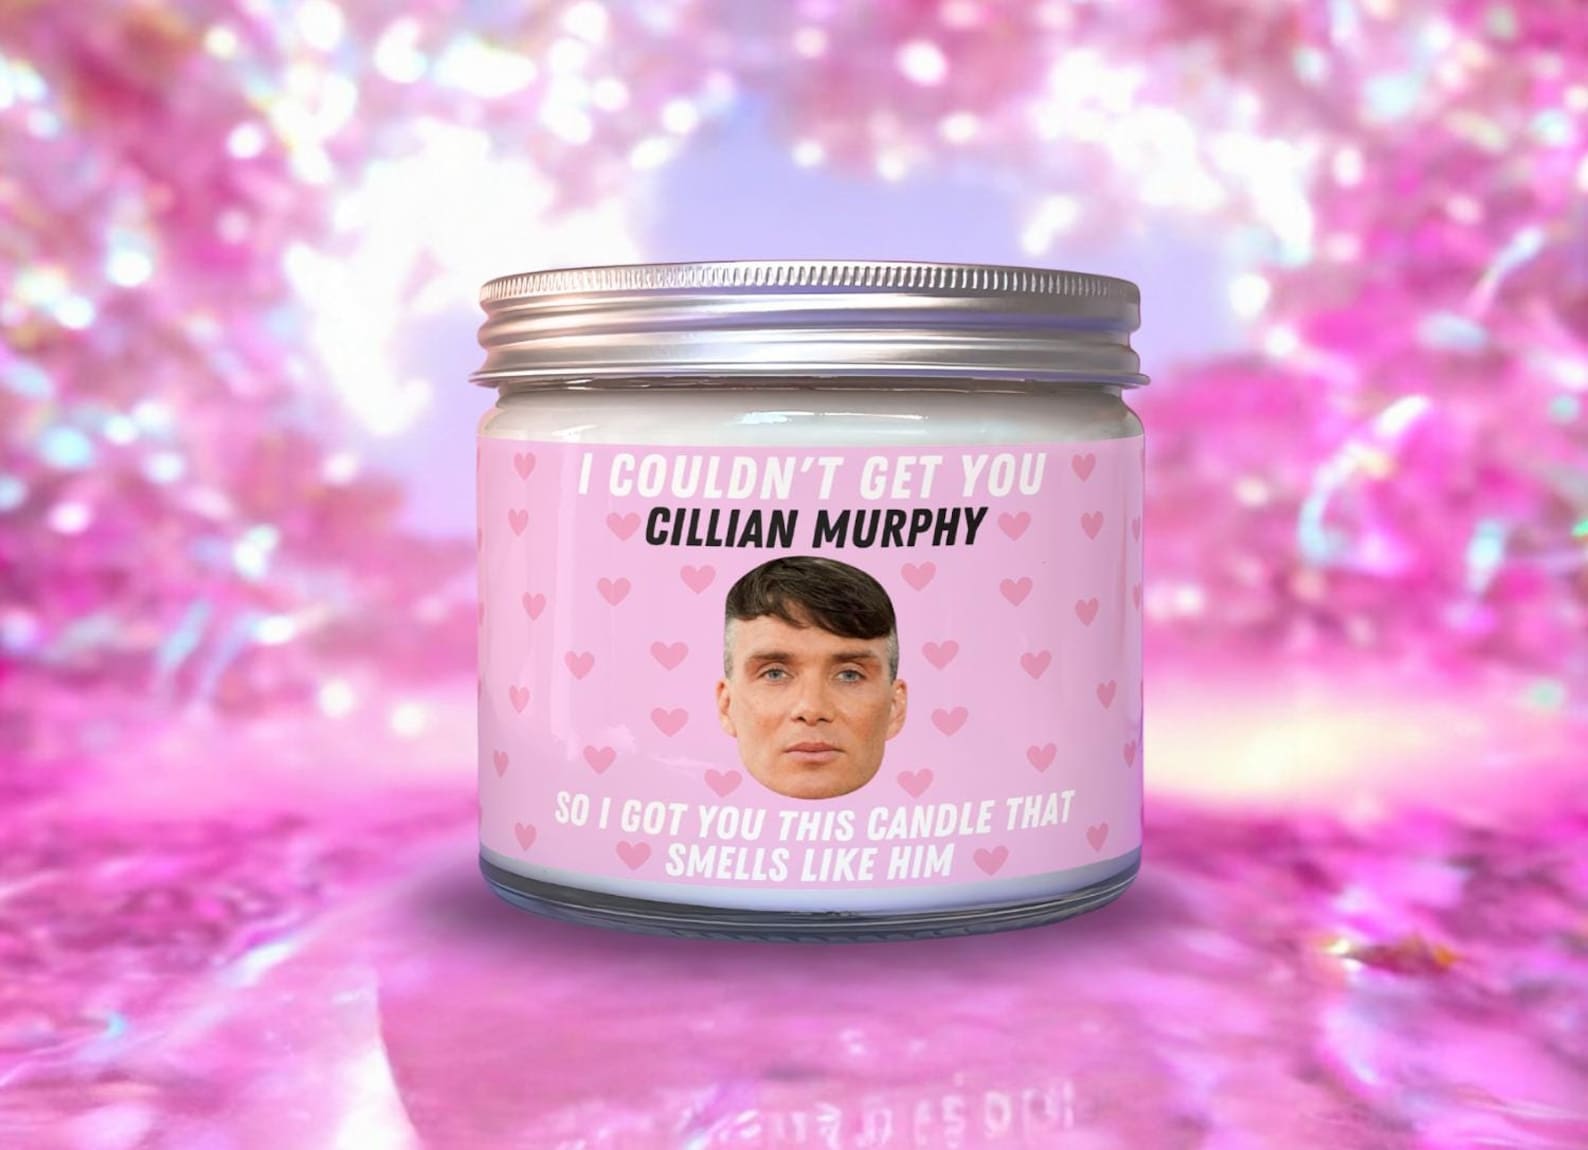 I COULDN'T GET YOU
CILLIAN MURPHY
SO I GOT YOU THIS CANDLE THAT
SMELLS LIKE HIM